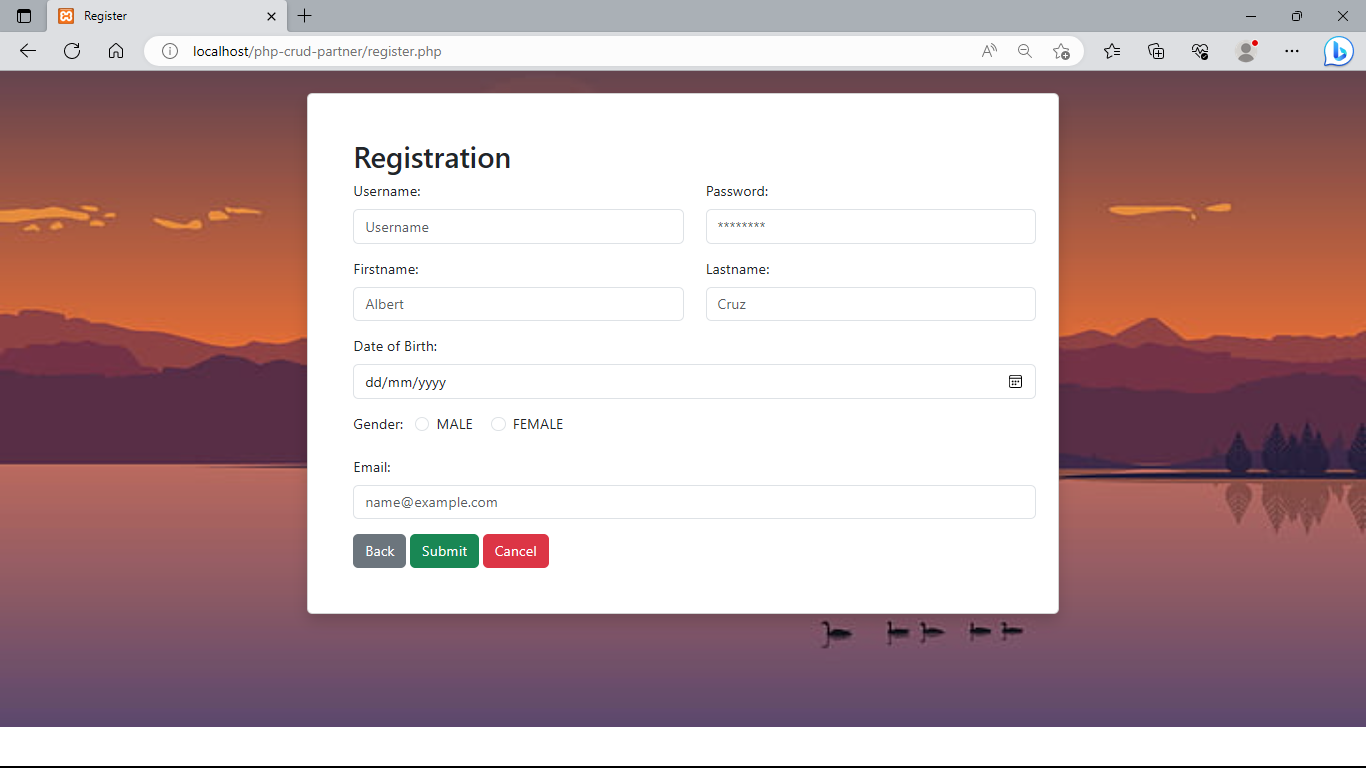 Register
localhost/php-crud-partner/register.php
Registration
Username: Password:
Username ********
Firstname: Lastname:
Albert Cruz
Date of Birth:
dd/mm/yyyy
Gender: MALE FEMALE
Email:
name@example.com
Back Submit Cancel